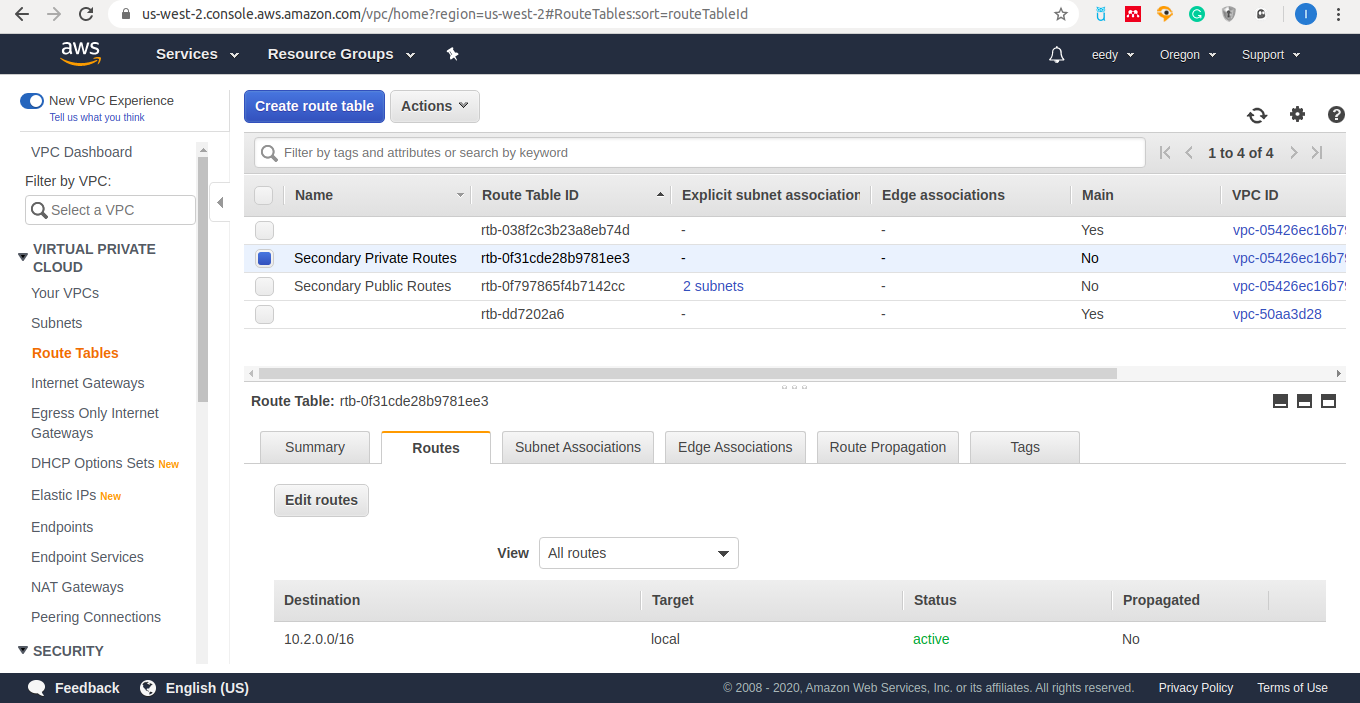 us-west-2.console.aws.amazon.com/vpc/home?region=us-west-2#RouteTables:sort=routeTableId
aws Services Resource Groups eedy Oregon Support
New VPC Experience
Tell us what you think
VPC Dashboard
Filter by VPC:
Select a VPC
VIRTUAL PRIVATE
CLOUD
Your VPCs
Subnets
Route Tables
Internet Gateways
Egress Only Internet
Gateways
DHCP Options Sets New
Elastic IPs New
Endpoints
Endpoint Services
NAT Gateways
Peering Connections
SECURITY
Create route table Actions
Filter by tags and attributes or search by keyword 1 to 4 of 4
Name Route Table ID Explicit subnet association Edge associations Main VPC ID
rtb-038f2c3b23a8eb74d - - Yes vpc-05426ec16b79
Secondary Private Routes rtb-0f31cde28b9781ee3 - - No vpc-05426ec16b79
Secondary Public Routes rtb-0f797865f4b7142cc 2 subnets - No vpc-05426ec16b79
rtb-dd7202a6 - - Yes vpc-50aa3d28
Route Table: rtb-0f31cde28b9781ee3
Summary Routes Subnet Associations Edge Associations Route Propagation Tags
Edit routes
View All routes
Destination Target Status Propagated
10.2.0.0/16 local active No
Feedback English (US) © 2008 - 2020, Amazon Web Services, Inc. or its affiliates. All rights reserved. Privacy Policy Terms of Use